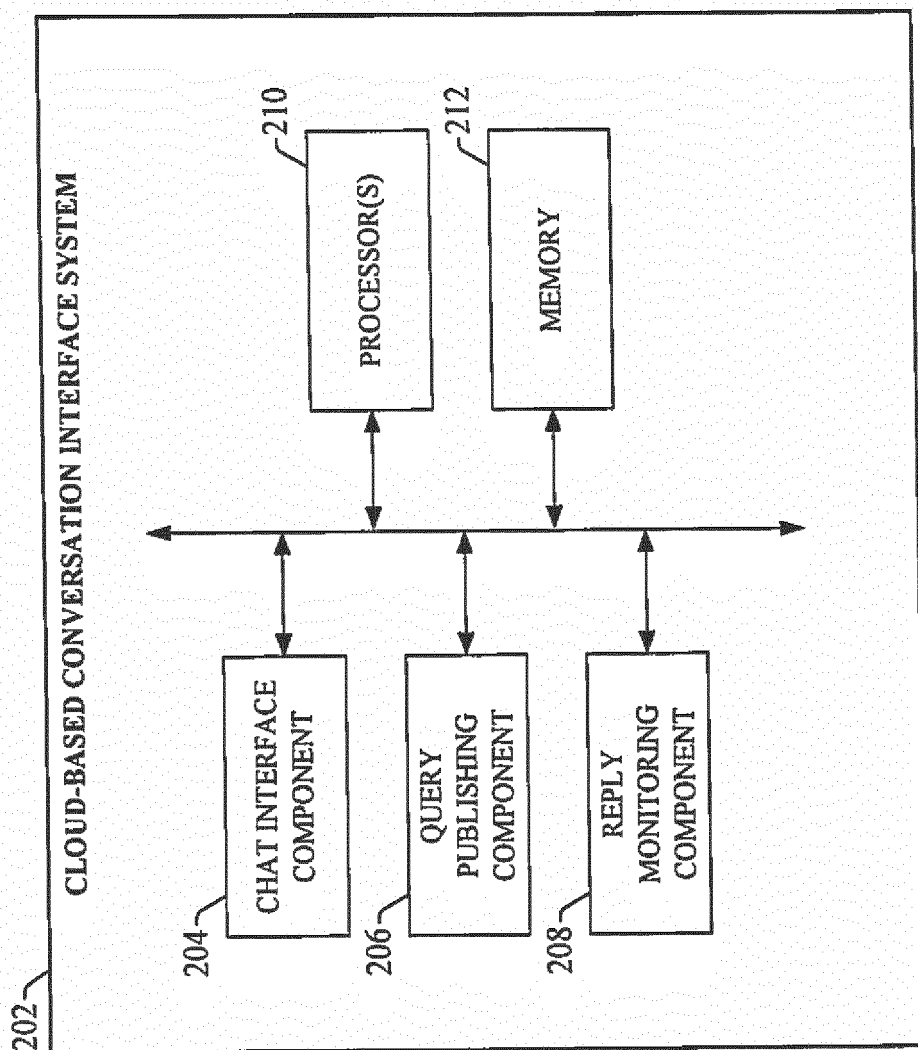 202
CLOUD-BASED CONVERSATION INTERFACE SYSTEM
204
CHAT INTERFACE
COMPONENT
206
QUERY
PUBLISHING
COMPONENT
208
REPLY
MONITORING
COMPONENT
210
PROCESSOR(S)
212
MEMORY